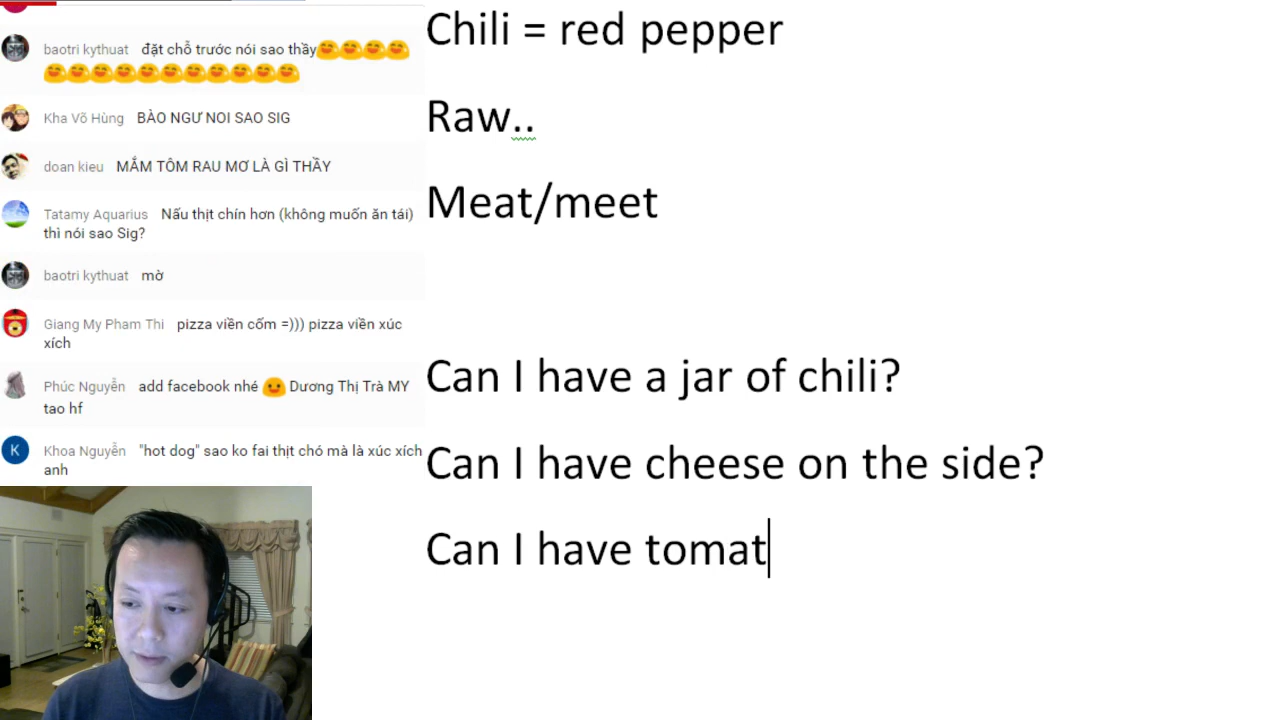 baotri kythuat đặt chỗ trước nói sao thầy😄😄😄😄
😄😄😄😄😄😄😄😄😄😄😄
Kha Võ Hùng BÀO NGƯ NOI SAO SIG
doan kieu MẮM TÔM RAU MƠ LÀ GÌ THẦY
Tatamy Aquarius Nấu thịt chín hơn (không muốn ăn tái)
thì nói sao Sig?
baotri kythuat mờ
Giang My Pham Thi pizza viền cốm =))) pizza viền xúc
xích
Phúc Nguyễn add facebook nhé Dương Thị Trà MY
tao hf
K
Khoa Nguyễn "hot dog" sao ko fai thịt chó mà là xúc xích
anh
Chili = red pepper
Raw..
Meat/meet
Can I have a jar of chili?
Can I have cheese on the side?
Can I have tomat